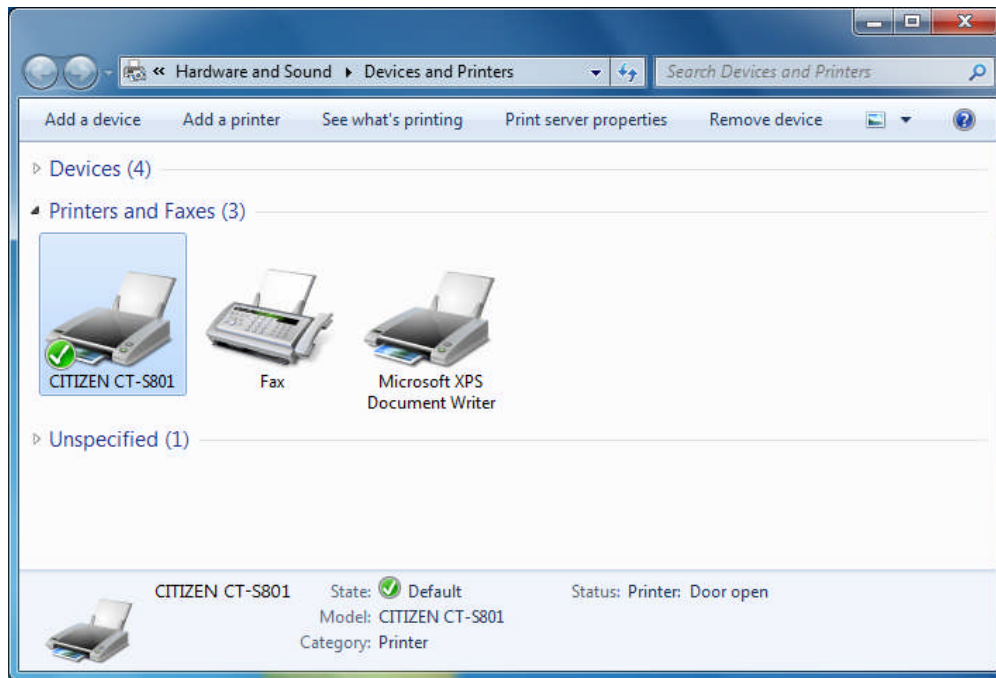 « Hardware and Sound Devices and Printers Search Devices and Printers
Add a device Add a printer See what's printing Print server properties Remove device
Devices (4)
Printers and Faxes (3)
CITIZEN CT-S801 Fax Microsoft XPS
Document Writer
Unspecified (1)
CITIZEN CT-S801 State: Default Status: Printer: Door open
Model: CITIZEN CT-S801
Category: Printer